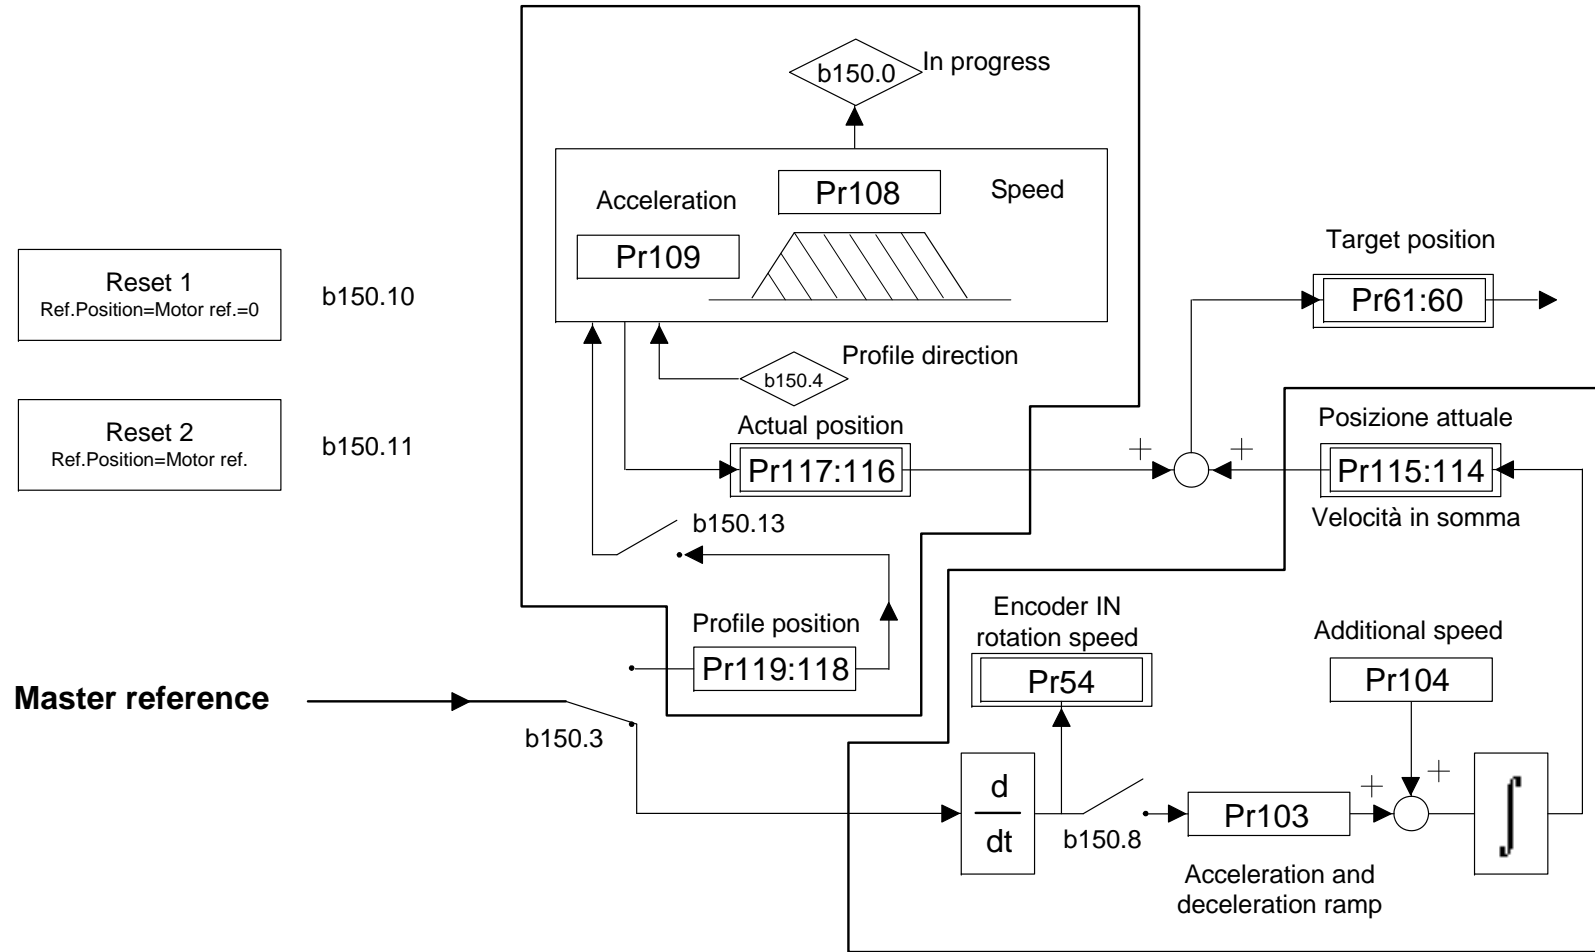 b150.0
In progress
Acceleration
Pr108
Speed
Pr109
Reset 1
Ref.Position=Motor ref.=0
b150.10
Target position
Pr61:60
b150.4
Profile direction
Reset 2
Ref.Position=Motor ref.
b150.11
Actual position
Pr117:116
+
+
Posizione attuale
Pr115:114
Velocità in somma
b150.13
Profile position
Pr119:118
Encoder IN
rotation speed
Pr54
Additional speed
Pr104
Master reference
b150.3
d
dt
b150.8
Pr103
+
+
∫
Acceleration and
deceleration ramp